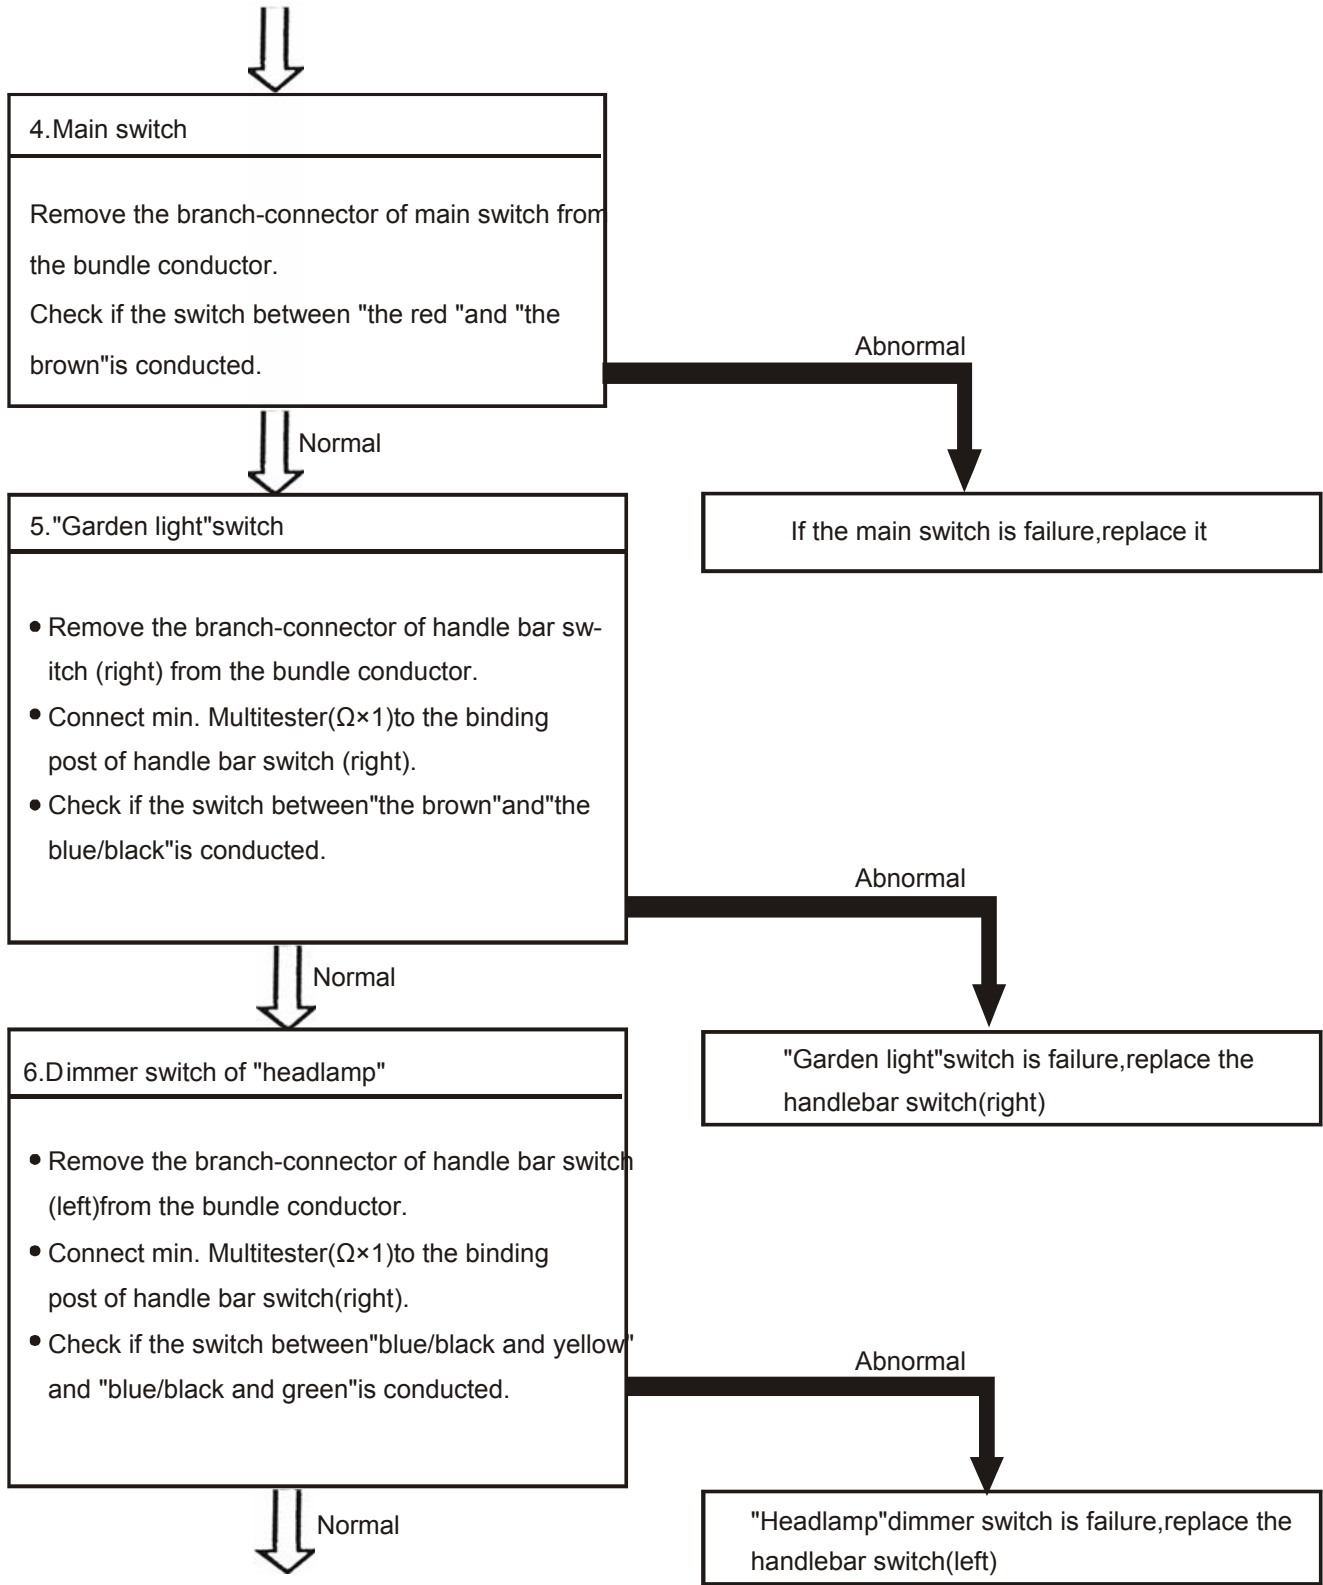 4.Main switch
Remove the branch-connector of main switch from
the bundle conductor.
Check if the switch between "the red "and "the
brown"is conducted.
Abnormal
Normal
If the main switch is failure,replace it
5."Garden light"switch
• Remove the branch-connector of handle bar sw-
itch (right) from the bundle conductor.
• Connect min. Multitester(Ω×1)to the binding
post of handle bar switch (right).
• Check if the switch between"the brown"and"the
blue/black"is conducted.
Abnormal
Normal
"Garden light"switch is failure,replace the
handlebar switch(right)
6.Dimmer switch of "headlamp"
• Remove the branch-connector of handle bar switch
(left)from the bundle conductor.
• Connect min. Multitester(Ω×1)to the binding
post of handle bar switch(right).
• Check if the switch between"blue/black and yellow"
and "blue/black and green"is conducted.
Abnormal
Normal
"Headlamp"dimmer switch is failure,replace the
handlebar switch(left)